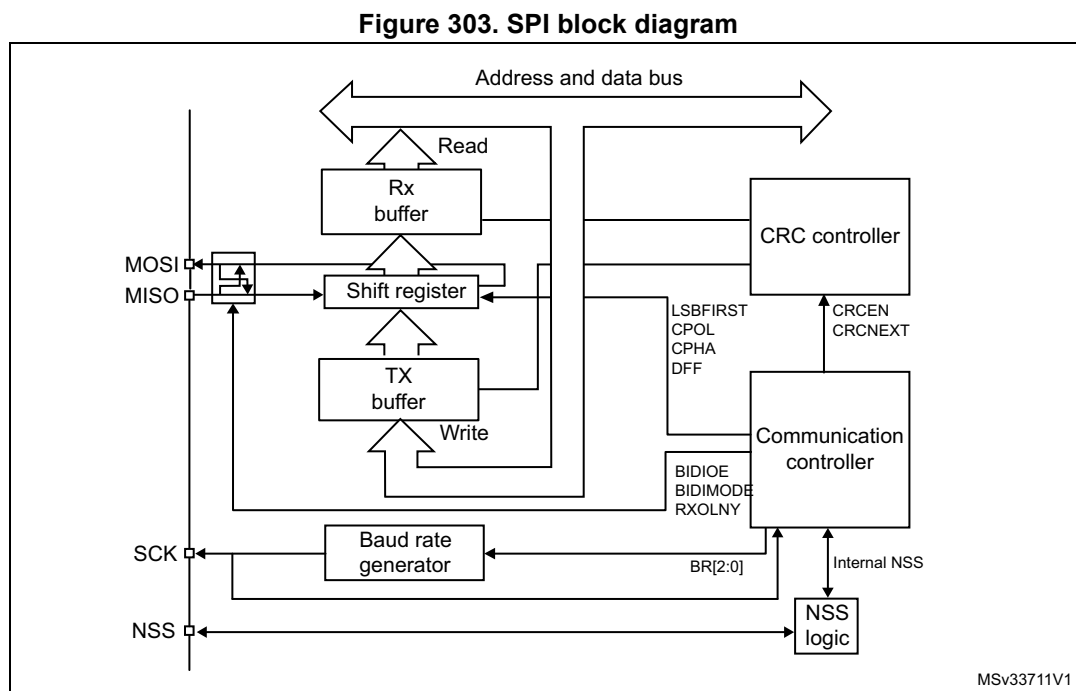 Figure 303. SPI block diagram
Address and data bus
Read
Rx
buffer
CRC controller
MOSI
MISO
Shift register
LSBFIRST
CPOL
CPHA
DFF
CRCEN
CRCNEXT
TX
buffer
Write
Communication
controller
BIDIOE
BIDIMODE
RXOLNY
SCK
Baud rate
generator
BR[2:0]
Internal NSS
NSS
NSS
logic
MSv33711V1